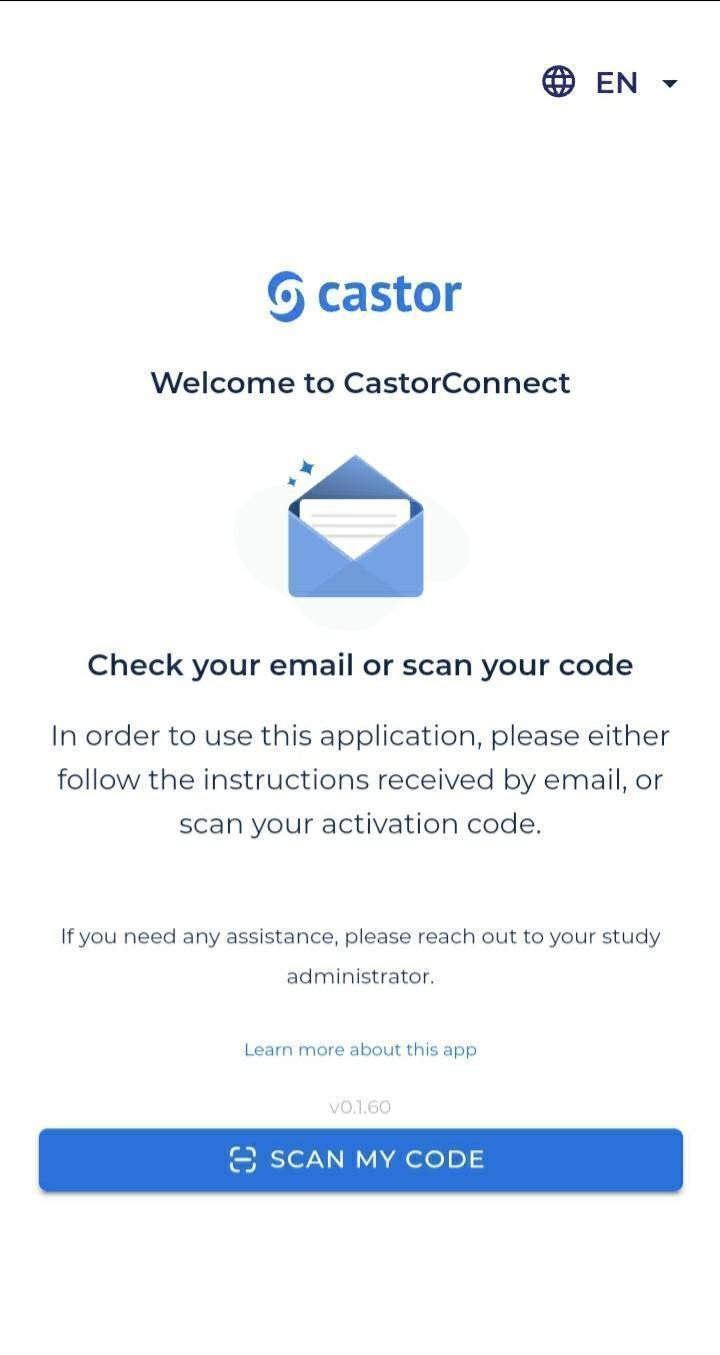 EN
castor
Welcome to CastorConnect
Check your email or scan your code
In order to use this application, please either
follow the instructions received by email, or
scan your activation code.
If you need any assistance, please reach out to your study
administrator.
Learn more about this app
v0.1.60
SCAN MY CODE